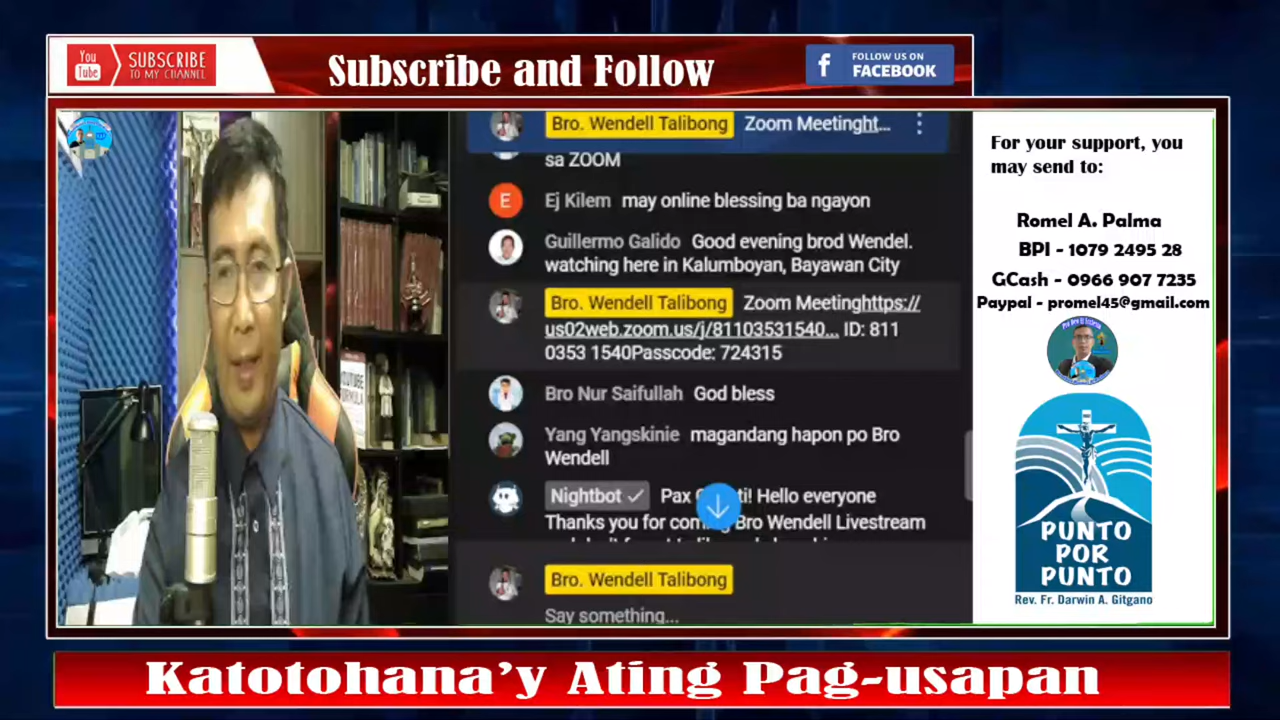 You
Tube
SUBSCRIBE
TO MY CHANNEL
Subscribe and Follow
f
FOLLOW US ON
FACEBOOK
Bro. Wendell Talibong Zoom Meetinght...
sa ZOOM
E Ej Kilem may online blessing ba ngayon
Guillermo Galido Good evening brod Wendel.
watching here in Kalumboyan, Bayawan City
Bro. Wendell Talibong Zoom Meetinghttps://
us02web.zoom.us/j/81103531540... ID: 811
0353 1540Passcode: 724315
Bro Nur Saifullah God bless
Yang Yangskinie magandang hapon po Bro
Wendell
Nightbot Pax ti! Hello everyone
Thanks you for Bro Wendell Livestream
Bro. Wendell Talibong
Say something...
For your support, you
may send to:
Romel A. Palma
BPI - 1079 2495 28
GCash - 0966 907 7235
Paypal - promel45@gmail.com
PUNTO
POR
PUNTO
Rev. Fr. Darwin A. Gitgano
YOUTUBE
FORMULA
Katotohana'y Ating Pag-usapan